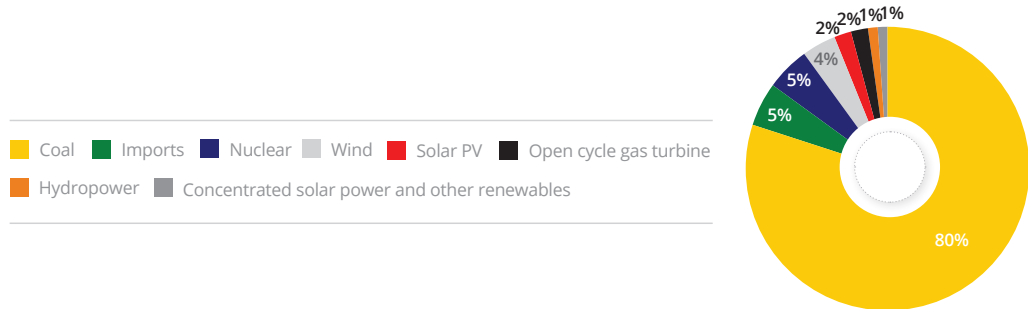 2% 2% 1% 1%
4%
5%
5%
Coal Imports Nuclear Wind Solar PV Open cycle gas turbine
Hydropower Concentrated solar power and other renewables
80%